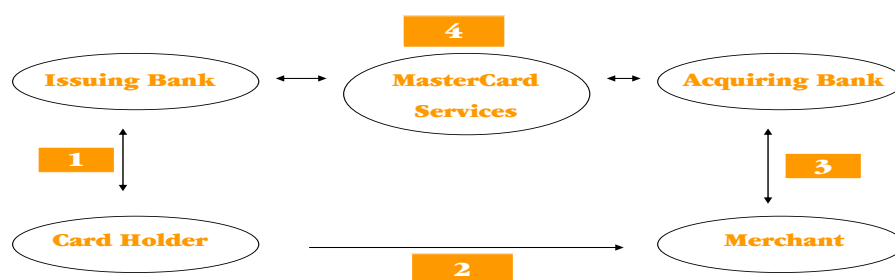 4
Issuing Bank
MasterCard
Services
Acquiring Bank
1
3
Card Holder
2
Merchant